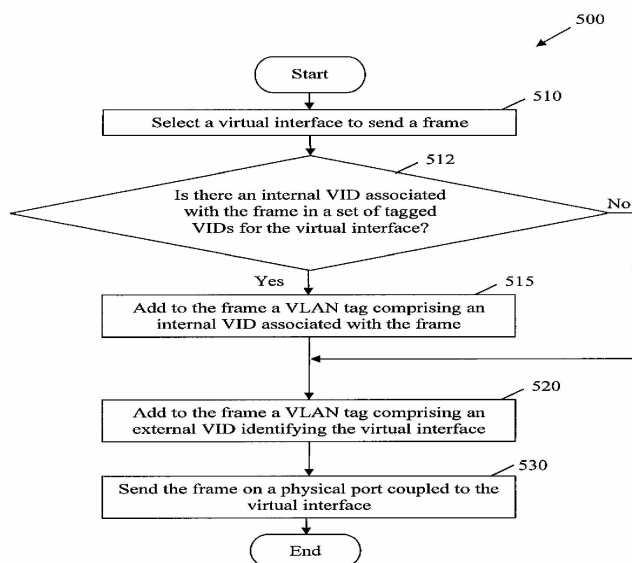 500
Start
510
Select a virtual interface to send a frame
512
Is there an internal VID associated
with the frame in a set of tagged
VIDs for the virtual interface?
No
Yes
515
Add to the frame a VLAN tag comprising an
internal VID associated with the frame
520
Add to the frame a VLAN tag comprising an
external VID identifying the virtual interface
530
Send the frame on a physical port coupled to the
virtual interface
End